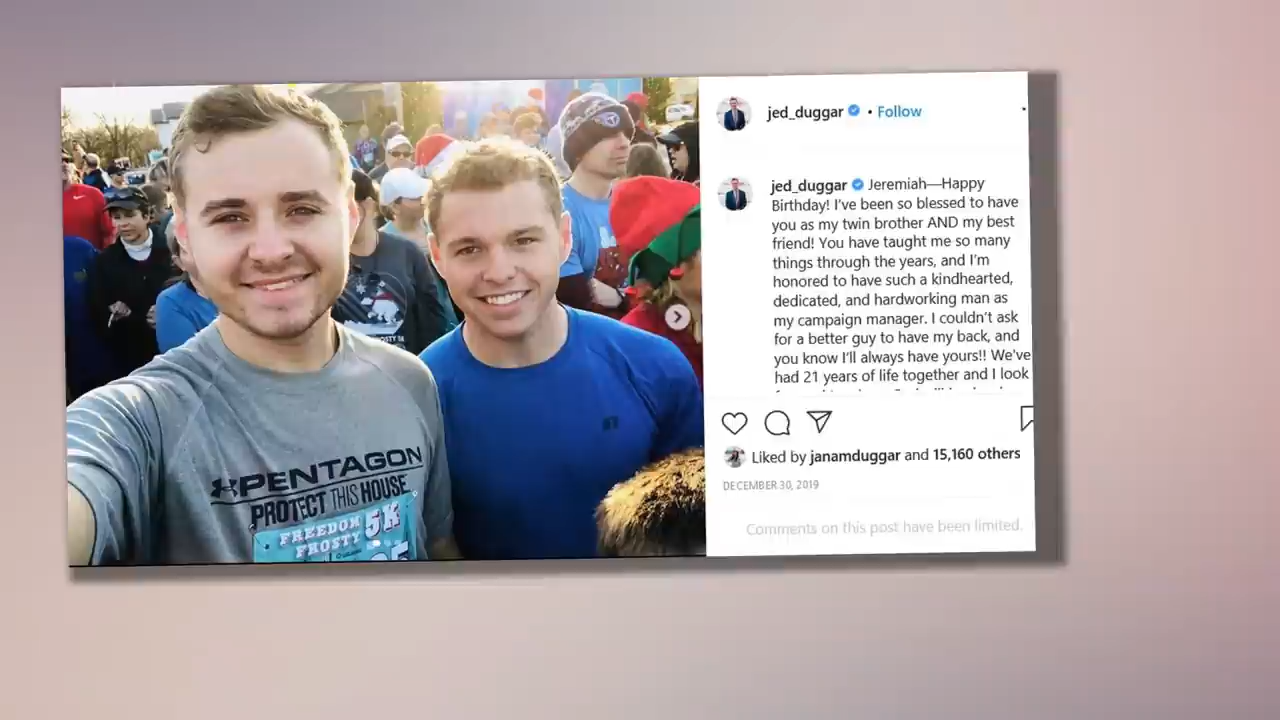 jed_duggar • Follow
jed_duggar Jeremiah—Happy
Birthday! I've been so blessed to have
you as my twin brother AND my best
friend! You have taught me so many
things through the years, and I'm
honored to have such a kindhearted,
dedicated, and hardworking man as
my campaign manager. I couldn't ask
for a better guy to have my back, and
you know I'll always have yours!! We've
had 21 years of life together and I look
Liked by janamduggar and 15,160 others
DECEMBER 30, 2019
Comments on this post have been limited.
PENTAGON
PROTECT THIS HOUSE
FREEDOM
FROSTY
5K